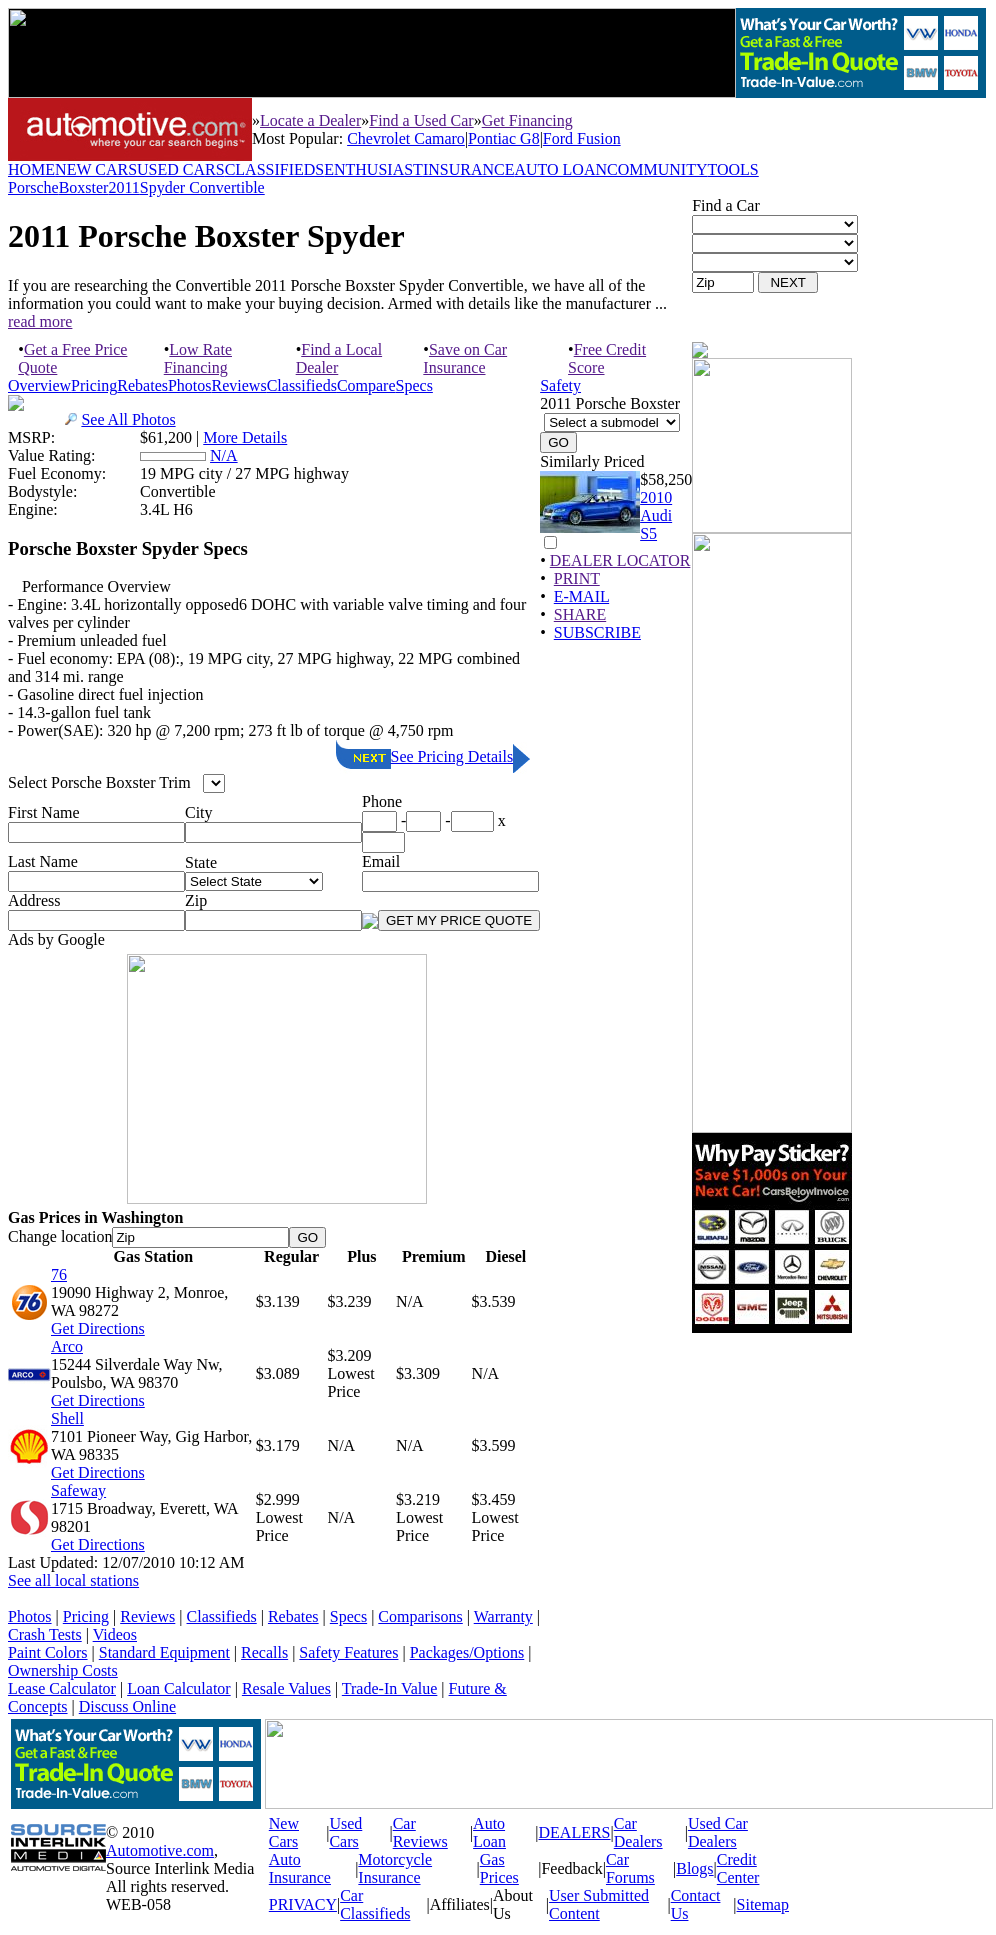 What's Your Car Worth?
Get a Fast & Free
Trade-In Quote
Trade-In-Value.com
HONDA
BMW
TOYOTA
automotive.com
where your car search begins™
»Locate a Dealer»Find a Used Car»Get Financing
Most Popular: Chevrolet Camaro|Pontiac G8|Ford Fusion
HOMENEW CARSUSED CARSCLASSIFIEDSENTHUSIASTINSURANCEAUTO LOANCOMMUNITYTOOLS
PorscheBoxster2011Spyder Convertible
2011 Porsche Boxster Spyder
If you are researching the Convertible 2011 Porsche Boxster Spyder Convertible, we have all of the
information you could want to make your buying decision. Armed with details like the manufacturer ...
read more
Find a Car
Zip NEXT
•Get a Free Price Quote
•Low Rate Financing
•Find a Local Dealer
•Save on Car Insurance
•Free Credit Score
OverviewPricingRebatesPhotosReviewsClassifiedsCompareSpecs
Safety
See All Photos
MSRP: $61,200 | More Details
Value Rating: N/A
Fuel Economy: 19 MPG city / 27 MPG highway
Bodystyle: Convertible
Engine: 3.4L H6
2011 Porsche Boxster
Select a submodel
GO
Similarly Priced
$58,250
2010
Audi
S5
• DEALER LOCATOR
• PRINT
• E-MAIL
• SHARE
• SUBSCRIBE
Porsche Boxster Spyder Specs
Performance Overview
- Engine: 3.4L horizontally opposed6 DOHC with variable valve timing and four
valves per cylinder
- Premium unleaded fuel
- Fuel economy: EPA (08):, 19 MPG city, 27 MPG highway, 22 MPG combined
and 314 mi. range
- Gasoline direct fuel injection
- 14.3-gallon fuel tank
- Power(SAE): 320 hp @ 7,200 rpm; 273 ft lb of torque @ 4,750 rpm
NEXT See Pricing Details
Select Porsche Boxster Trim
First Name City Phone
- - x
Last Name State Email
Select State
Address Zip
GET MY PRICE QUOTE
Ads by Google
Why Pay Sticker?
Save $1,000s on Your
Next Car! CarsBelowInvoice.com
SUBARU mazda INFINITI BUICK
NISSAN Ford Mercedes-Benz CHEVROLET
DODGE GMC Jeep MITSUBISHI
Gas Prices in Washington
Change location Zip GO
Gas Station Regular Plus Premium Diesel
76
76
19090 Highway 2, Monroe,
WA 98272
Get Directions
$3.139 $3.239 N/A $3.539
ARCO
Arco
15244 Silverdale Way Nw,
Poulsbo, WA 98370
Get Directions
$3.089 $3.209 Lowest Price $3.309 N/A
Shell
7101 Pioneer Way, Gig Harbor,
WA 98335
Get Directions
$3.179 N/A N/A $3.599
Safeway
1715 Broadway, Everett, WA
98201
Get Directions
$2.999 Lowest Price N/A $3.219 Lowest Price $3.459 Lowest Price
Last Updated: 12/07/2010 10:12 AM
See all local stations
Photos | Pricing | Reviews | Classifieds | Rebates | Specs | Comparisons | Warranty |
Crash Tests | Videos
Paint Colors | Standard Equipment | Recalls | Safety Features | Packages/Options |
Ownership Costs
Lease Calculator | Loan Calculator | Resale Values | Trade-In Value | Future &
Concepts | Discuss Online
What's Your Car Worth?
Get a Fast & Free
Trade-In Quote
Trade-In-Value.com
HONDA
BMW
TOYOTA
SOURCE
INTERLINK
MEDIA
AUTOMOTIVE DIGITAL
© 2010
Automotive.com,
Source Interlink Media
All rights reserved.
WEB-058
New Cars|Used Cars|Car Reviews|Auto Loan|DEALERS|Car Dealers|Used Car Dealers
Auto Insurance|Motorcycle Insurance|Gas Prices|Feedback|Car Forums|Blogs|Credit Center
PRIVACY|Car Classifieds|Affiliates|About Us|User Submitted Content|Contact Us|Sitemap